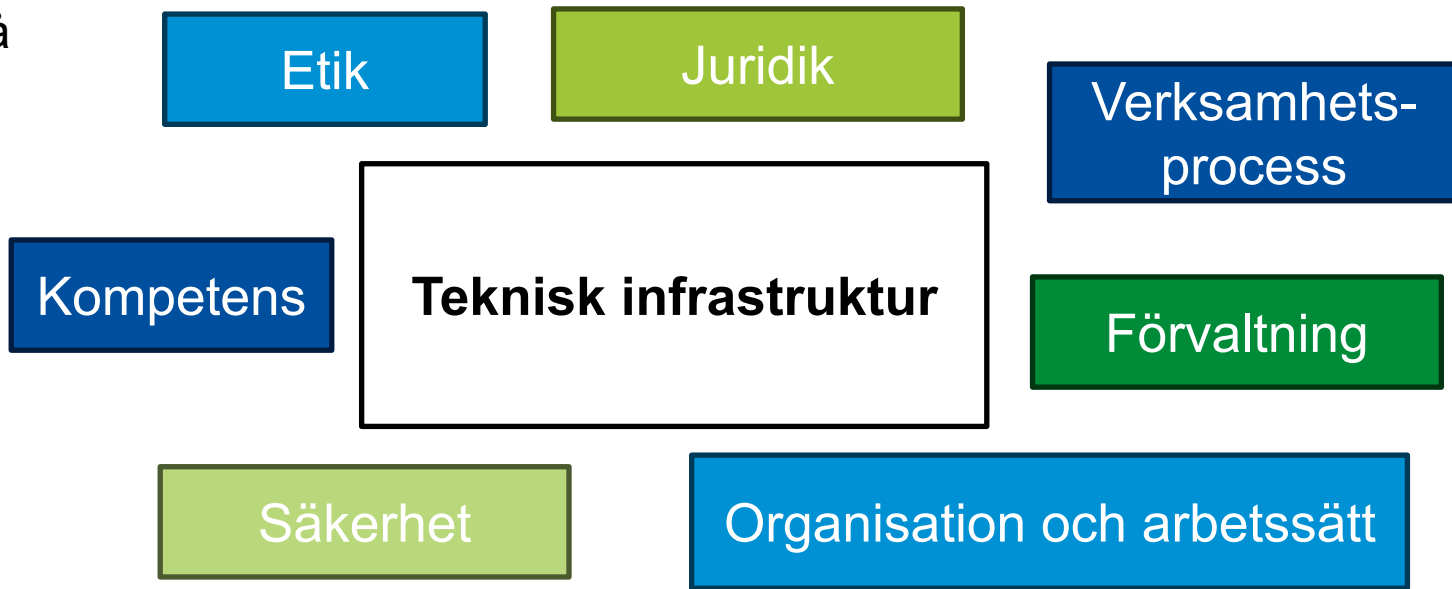 Etik
Juridik
Verksamhets-
process
Kompetens
Teknisk infrastruktur
Förvaltning
Säkerhet
Organisation och arbetssätt